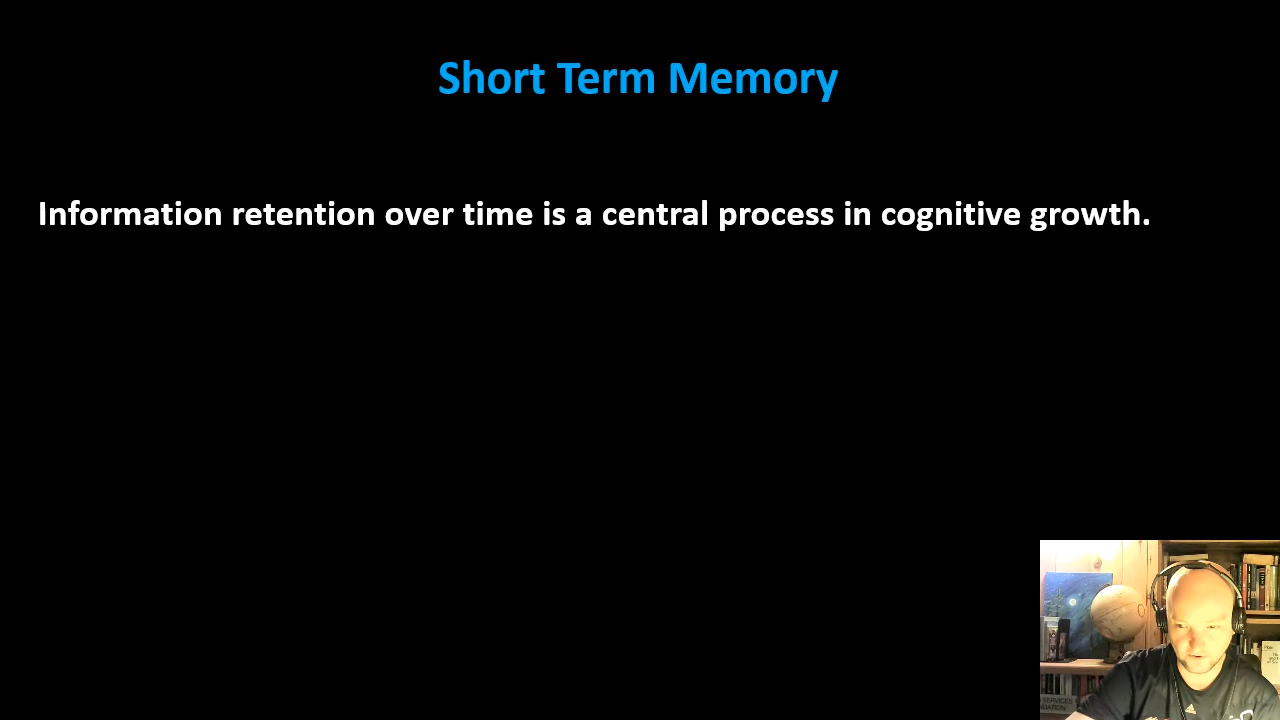 Short Term Memory
Information retention over time is a central process in cognitive growth.